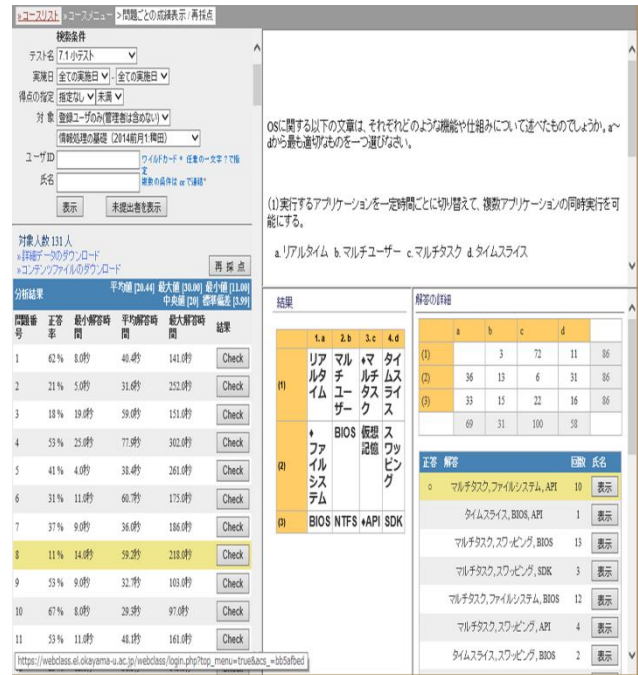 »コースリスト »コースメニュー >問題ごとの成績表示/再採点
検索条件
テスト名 7.1 小テスト
実施日 全ての実施日 - 全ての実施日
得点の指定 指定なし 未満
対象 登録ユーザのみ(管理者は含めない)
情報処理の基礎 (2014前月1:稗田)
ユーザID ワイルドカード * 任意の一文字 ? で指定
氏名 複数の条件は or で連結"
表示 未提出者を表示
対象人数 131 人
»詳細データのダウンロード
»コンテンツファイルのダウンロード
再採点
分析結果 平均値 [20.44] 最大値 [30.00] 最小値 [11.00]
中央値 [20] 標準偏差 [3.99]
問題番号 正答率 最小解答時間 平均解答時間 最大解答時間 結果
1 62 % 8.0秒 40.4秒 141.0秒 Check
2 21 % 5.0秒 31.6秒 252.0秒 Check
3 18 % 19.0秒 59.0秒 151.0秒 Check
4 53 % 25.0秒 77.9秒 302.0秒 Check
5 41 % 4.0秒 38.4秒 261.0秒 Check
6 31 % 11.0秒 60.7秒 175.0秒 Check
7 37 % 9.0秒 36.0秒 186.0秒 Check
8 11 % 14.0秒 59.2秒 218.0秒 Check
9 53 % 9.0秒 32.7秒 103.0秒 Check
10 67 % 8.0秒 29.3秒 97.0秒 Check
11 53 % 11.0秒 48.1秒 161.0秒 Check
https://webclass.el.okayama-u.ac.jp/webclass/login.php?top_menu=true&acs_=bb5afbed
OSに関する以下の文章は、それぞれどのような機能や仕組みについて述べたものでしょうか。a～
dから最も適切なものを一つ選びなさい。
(1)実行するアプリケーションを一定時間ごとに切り替えて、複数アプリケーションの同時実行を可
能にする。
a. リアルタイム b. マルチユーザー c. マルチタスク d. タイムスライス
結果
1. a 2. b 3. c 4. d
(1) リアルタイム マルチユーザー ♦マルチタスク タイムスライス
(2) ♦ファイルシステム BIOS 仮想記憶 スワッピング
(3) BIOS NTFS ♦API SDK
解答の詳細
a b c d
(1) 3 72 11 86
(2) 36 13 6 31 86
(3) 33 15 22 16 86
69 31 100 58
正答 解答 回数 氏名
○ マルチタスク,ファイルシステム, API 10 表示
タイムスライス, BIOS, API 1 表示
マルチタスク,スワッピング, BIOS 13 表示
マルチタスク,スワッピング, SDK 3 表示
マルチタスク,ファイルシステム, BIOS 12 表示
マルチタスク,スワッピング, API 4 表示
タイムスライス,スワッピング, BIOS 2 表示